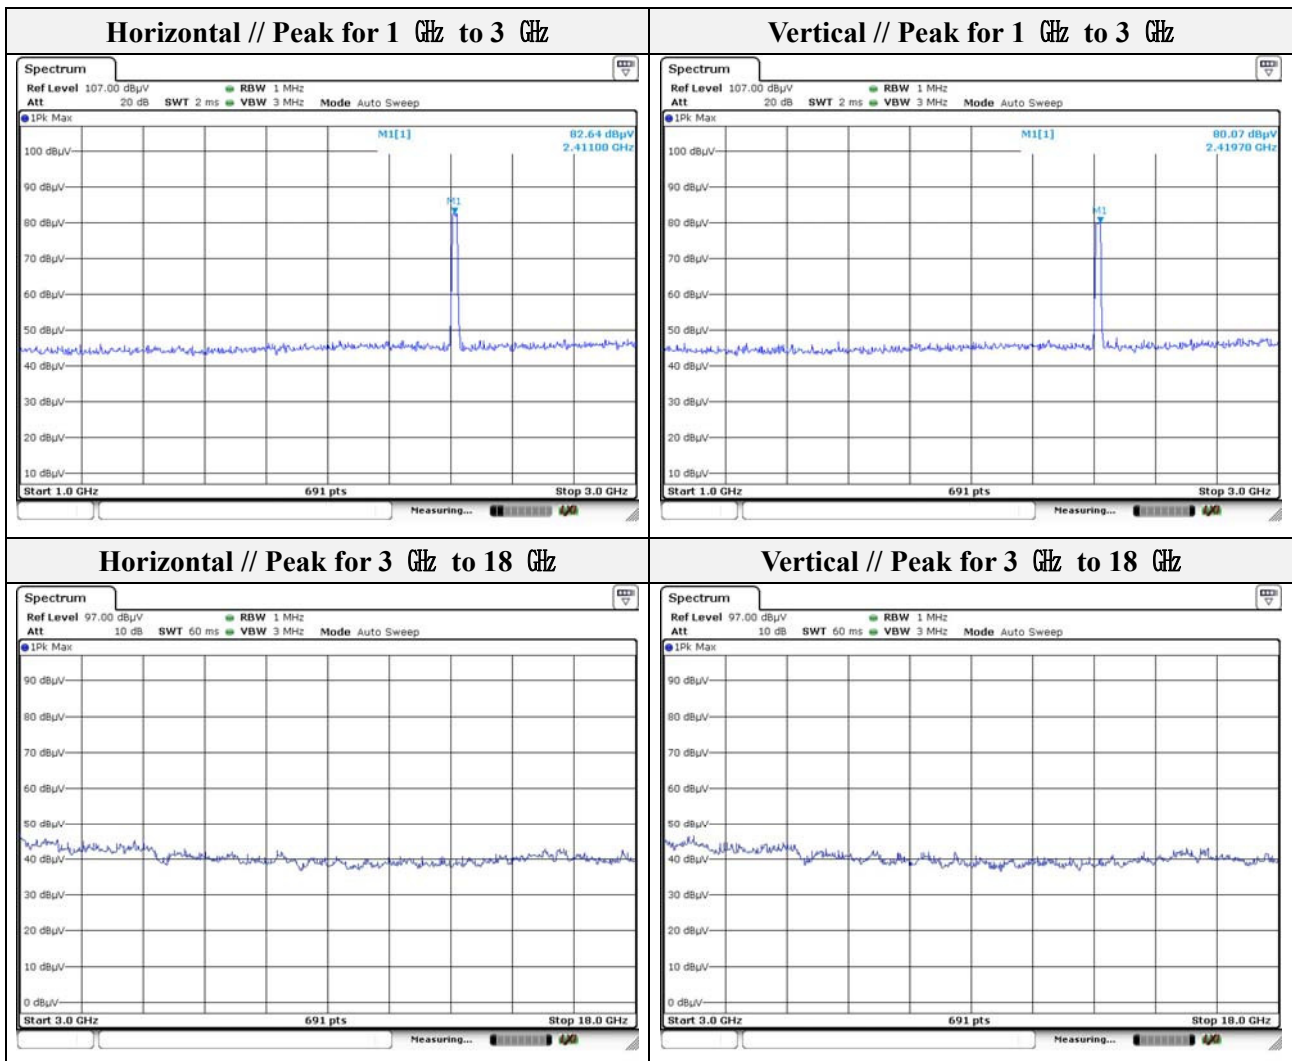 Horizontal // Peak for 1 ㎓ to 3 ㎓
Spectrum
Ref Level 107.00 dBµV RBW 1 MHz
Att 20 dB SWT 2 ms VBW 3 MHz Mode Auto Sweep
1Pk Max
M1[1] 82.64 dBµV
2.41100 GHz
100 dBµV
90 dBµV
M1
80 dBµV
70 dBµV
60 dBµV
50 dBµV
40 dBµV
30 dBµV
20 dBµV
10 dBµV
Start 1.0 GHz 691 pts Stop 3.0 GHz
Measuring...
Vertical // Peak for 1 ㎓ to 3 ㎓
Spectrum
Ref Level 107.00 dBµV RBW 1 MHz
Att 20 dB SWT 2 ms VBW 3 MHz Mode Auto Sweep
1Pk Max
M1[1] 80.07 dBµV
2.41970 GHz
100 dBµV
90 dBµV
M1
80 dBµV
70 dBµV
60 dBµV
50 dBµV
40 dBµV
30 dBµV
20 dBµV
10 dBµV
Start 1.0 GHz 691 pts Stop 3.0 GHz
Measuring...
Horizontal // Peak for 3 ㎓ to 18 ㎓
Spectrum
Ref Level 97.00 dBµV RBW 1 MHz
Att 10 dB SWT 60 ms VBW 3 MHz Mode Auto Sweep
1Pk Max
90 dBµV
80 dBµV
70 dBµV
60 dBµV
50 dBµV
40 dBµV
30 dBµV
20 dBµV
10 dBµV
0 dBµV
Start 3.0 GHz 691 pts Stop 18.0 GHz
Measuring...
Vertical // Peak for 3 ㎓ to 18 ㎓
Spectrum
Ref Level 97.00 dBµV RBW 1 MHz
Att 10 dB SWT 60 ms VBW 3 MHz Mode Auto Sweep
1Pk Max
90 dBµV
80 dBµV
70 dBµV
60 dBµV
50 dBµV
40 dBµV
30 dBµV
20 dBµV
10 dBµV
0 dBµV
Start 3.0 GHz 691 pts Stop 18.0 GHz
Measuring...